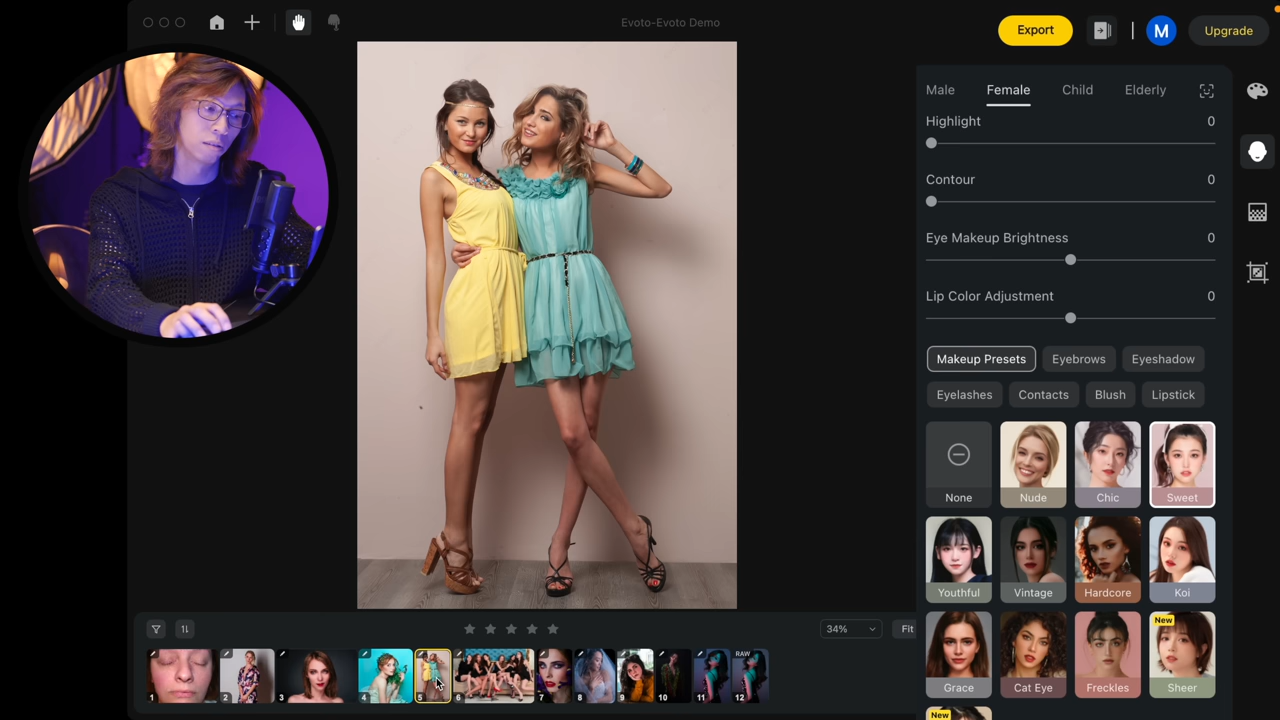 Evoto-Evoto Demo
Export
M
Upgrade
Male Female Child Elderly
Highlight 0
Contour 0
Eye Makeup Brightness 0
Lip Color Adjustment 0
Makeup Presets Eyebrows Eyeshadow
Eyelashes Contacts Blush Lipstick
None Nude Chic Sweet
Youthful Vintage Hardcore Koi
New
Grace Cat Eye Freckles Sheer
New
34% Fit
RAW
1 2 3 4 5 6 7 8 9 10 11 12